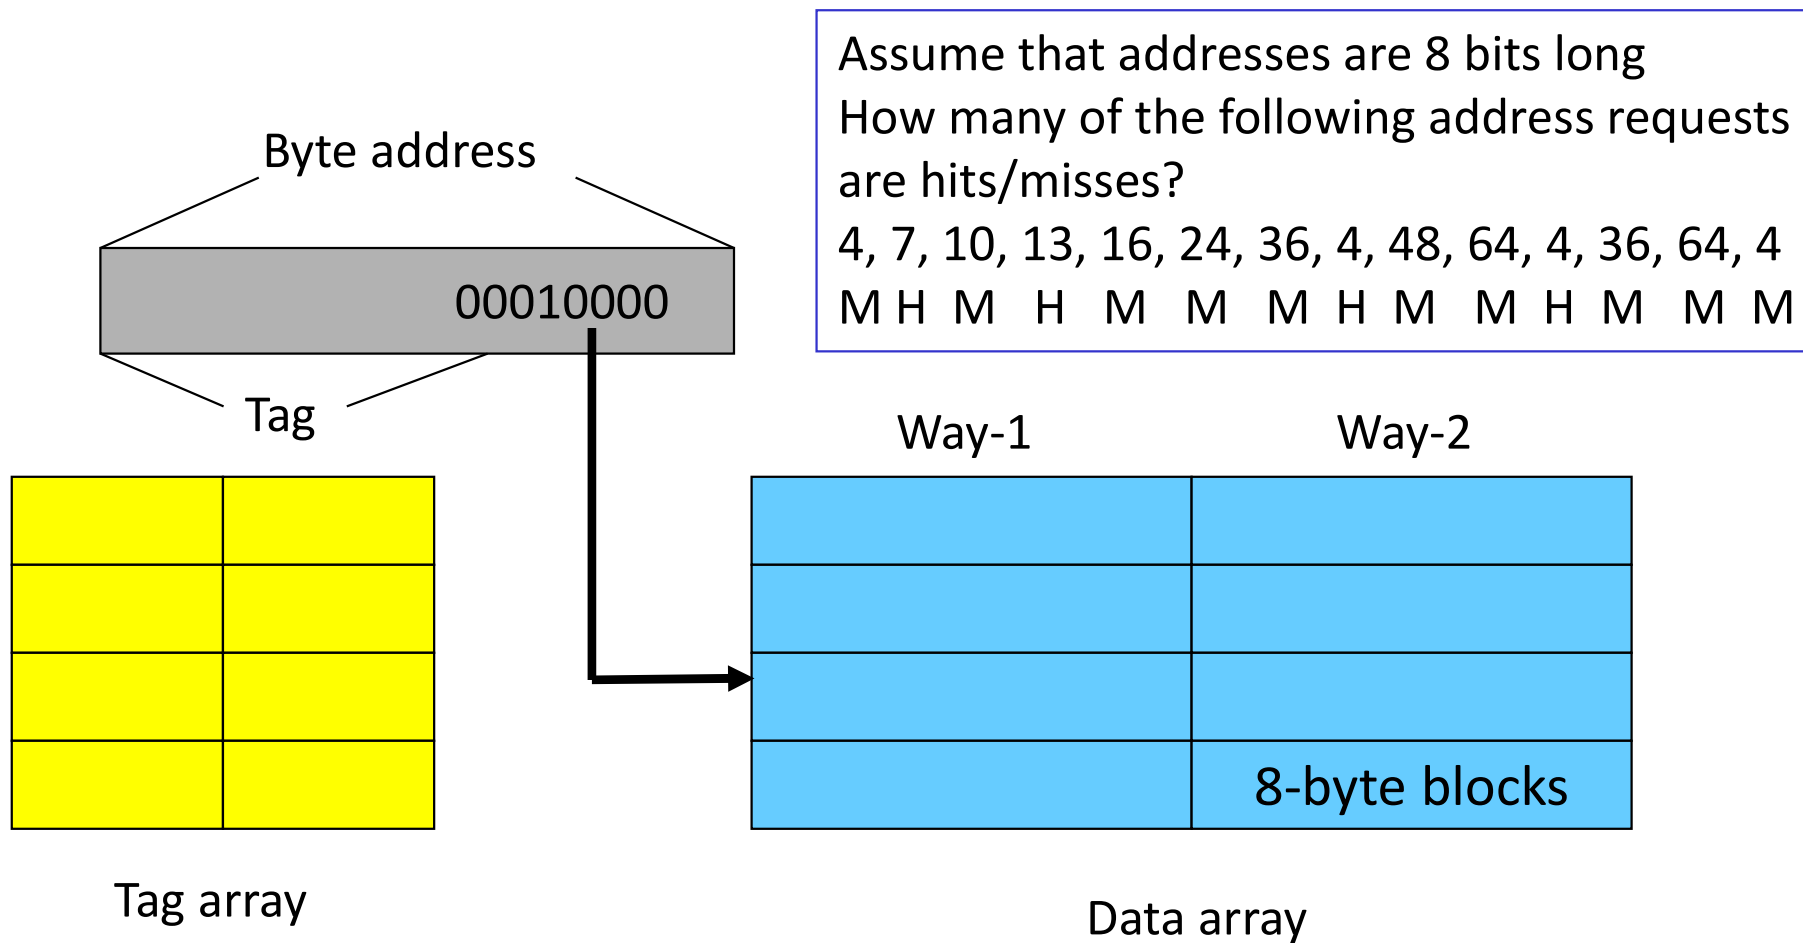 Assume that addresses are 8 bits long
How many of the following address requests
are hits/misses?
4, 7, 10, 13, 16, 24, 36, 4, 48, 64, 4, 36, 64, 4
M H M H M M M H M M H M M M
Byte address
00010000
Tag
Way-1 Way-2
8-byte blocks
Tag array
Data array